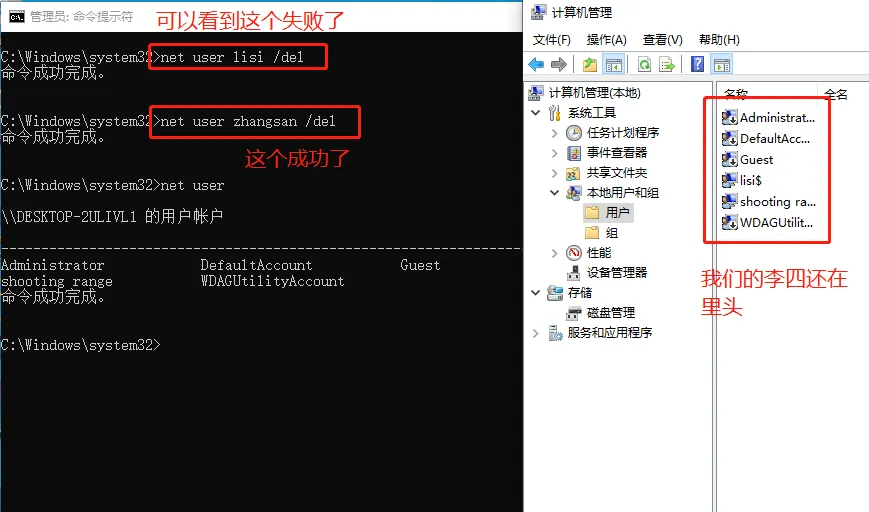 管理员: 命令提示符
可以看到这个失败了
C:\Windows\system32>net user lisi /del
命令成功完成。
C:\Windows\system32>net user zhangsan /del
命令成功完成。
这个成功了
C:\Windows\system32>net user
\\DESKTOP-2ULIVL1 的用户帐户
-------------------------------------------------------------------------------
Administrator DefaultAccount Guest
shooting range WDAGUtilityAccount
命令成功完成。
C:\Windows\system32>
计算机管理
文件(F) 操作(A) 查看(V) 帮助(H)
计算机管理(本地)
系统工具
任务计划程序
事件查看器
共享文件夹
本地用户和组
用户
组
性能
设备管理器
存储
磁盘管理
服务和应用程序
名称 全名
Administrat...
DefaultAcc...
Guest
lisi$
shooting ra...
WDAGUtilit...
我们的李四还在
里头